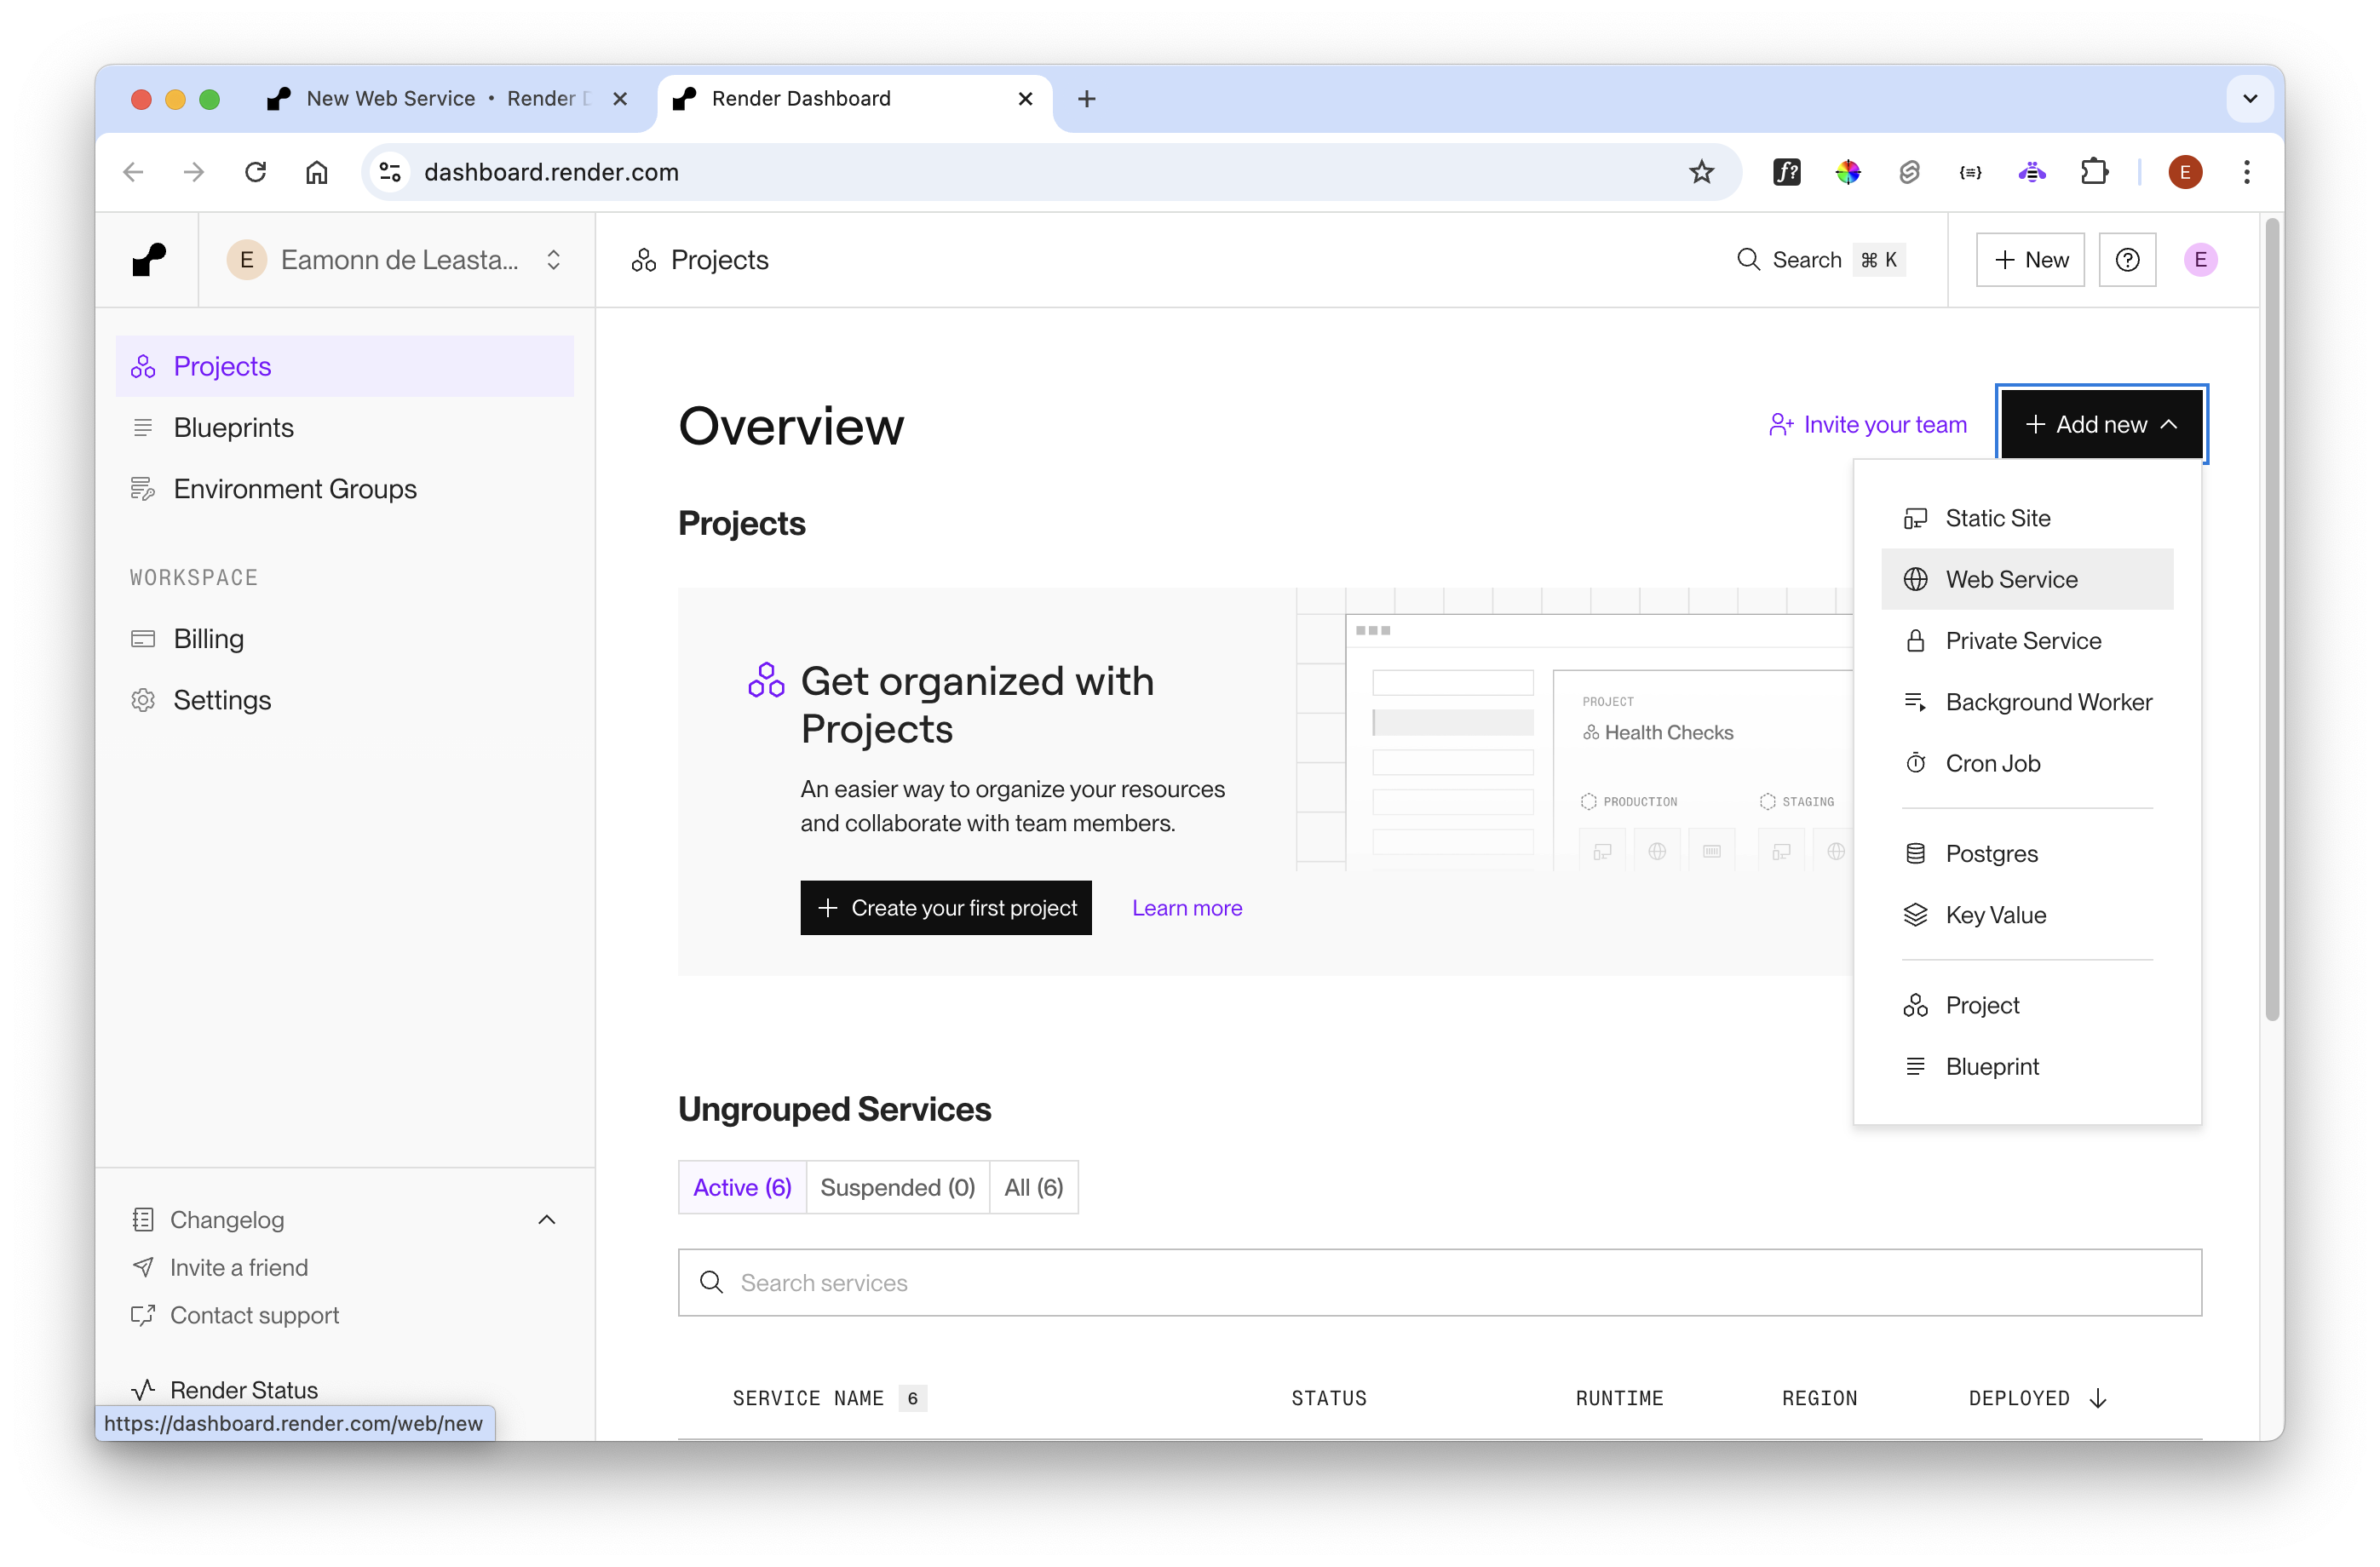 New Web Service • Render
Render Dashboard
dashboard.render.com
E
E
Eamonn de Leasta...
Projects
Search
⌘ K
+ New
E
Projects
Blueprints
Environment Groups
WORKSPACE
Billing
Settings
Changelog
Invite a friend
Contact support
Render Status
https://dashboard.render.com/web/new
Overview
Invite your team
+ Add new
Static Site
Web Service
Private Service
Background Worker
Cron Job
Postgres
Key Value
Project
Blueprint
Projects
Get organized with
Projects
An easier way to organize your resources
and collaborate with team members.
+ Create your first project
Learn more
PROJECT
Health Checks
PRODUCTION
STAGING
Ungrouped Services
Active (6)
Suspended (0)
All (6)
Search services
SERVICE NAME 6
STATUS
RUNTIME
REGION
DEPLOYED ↓